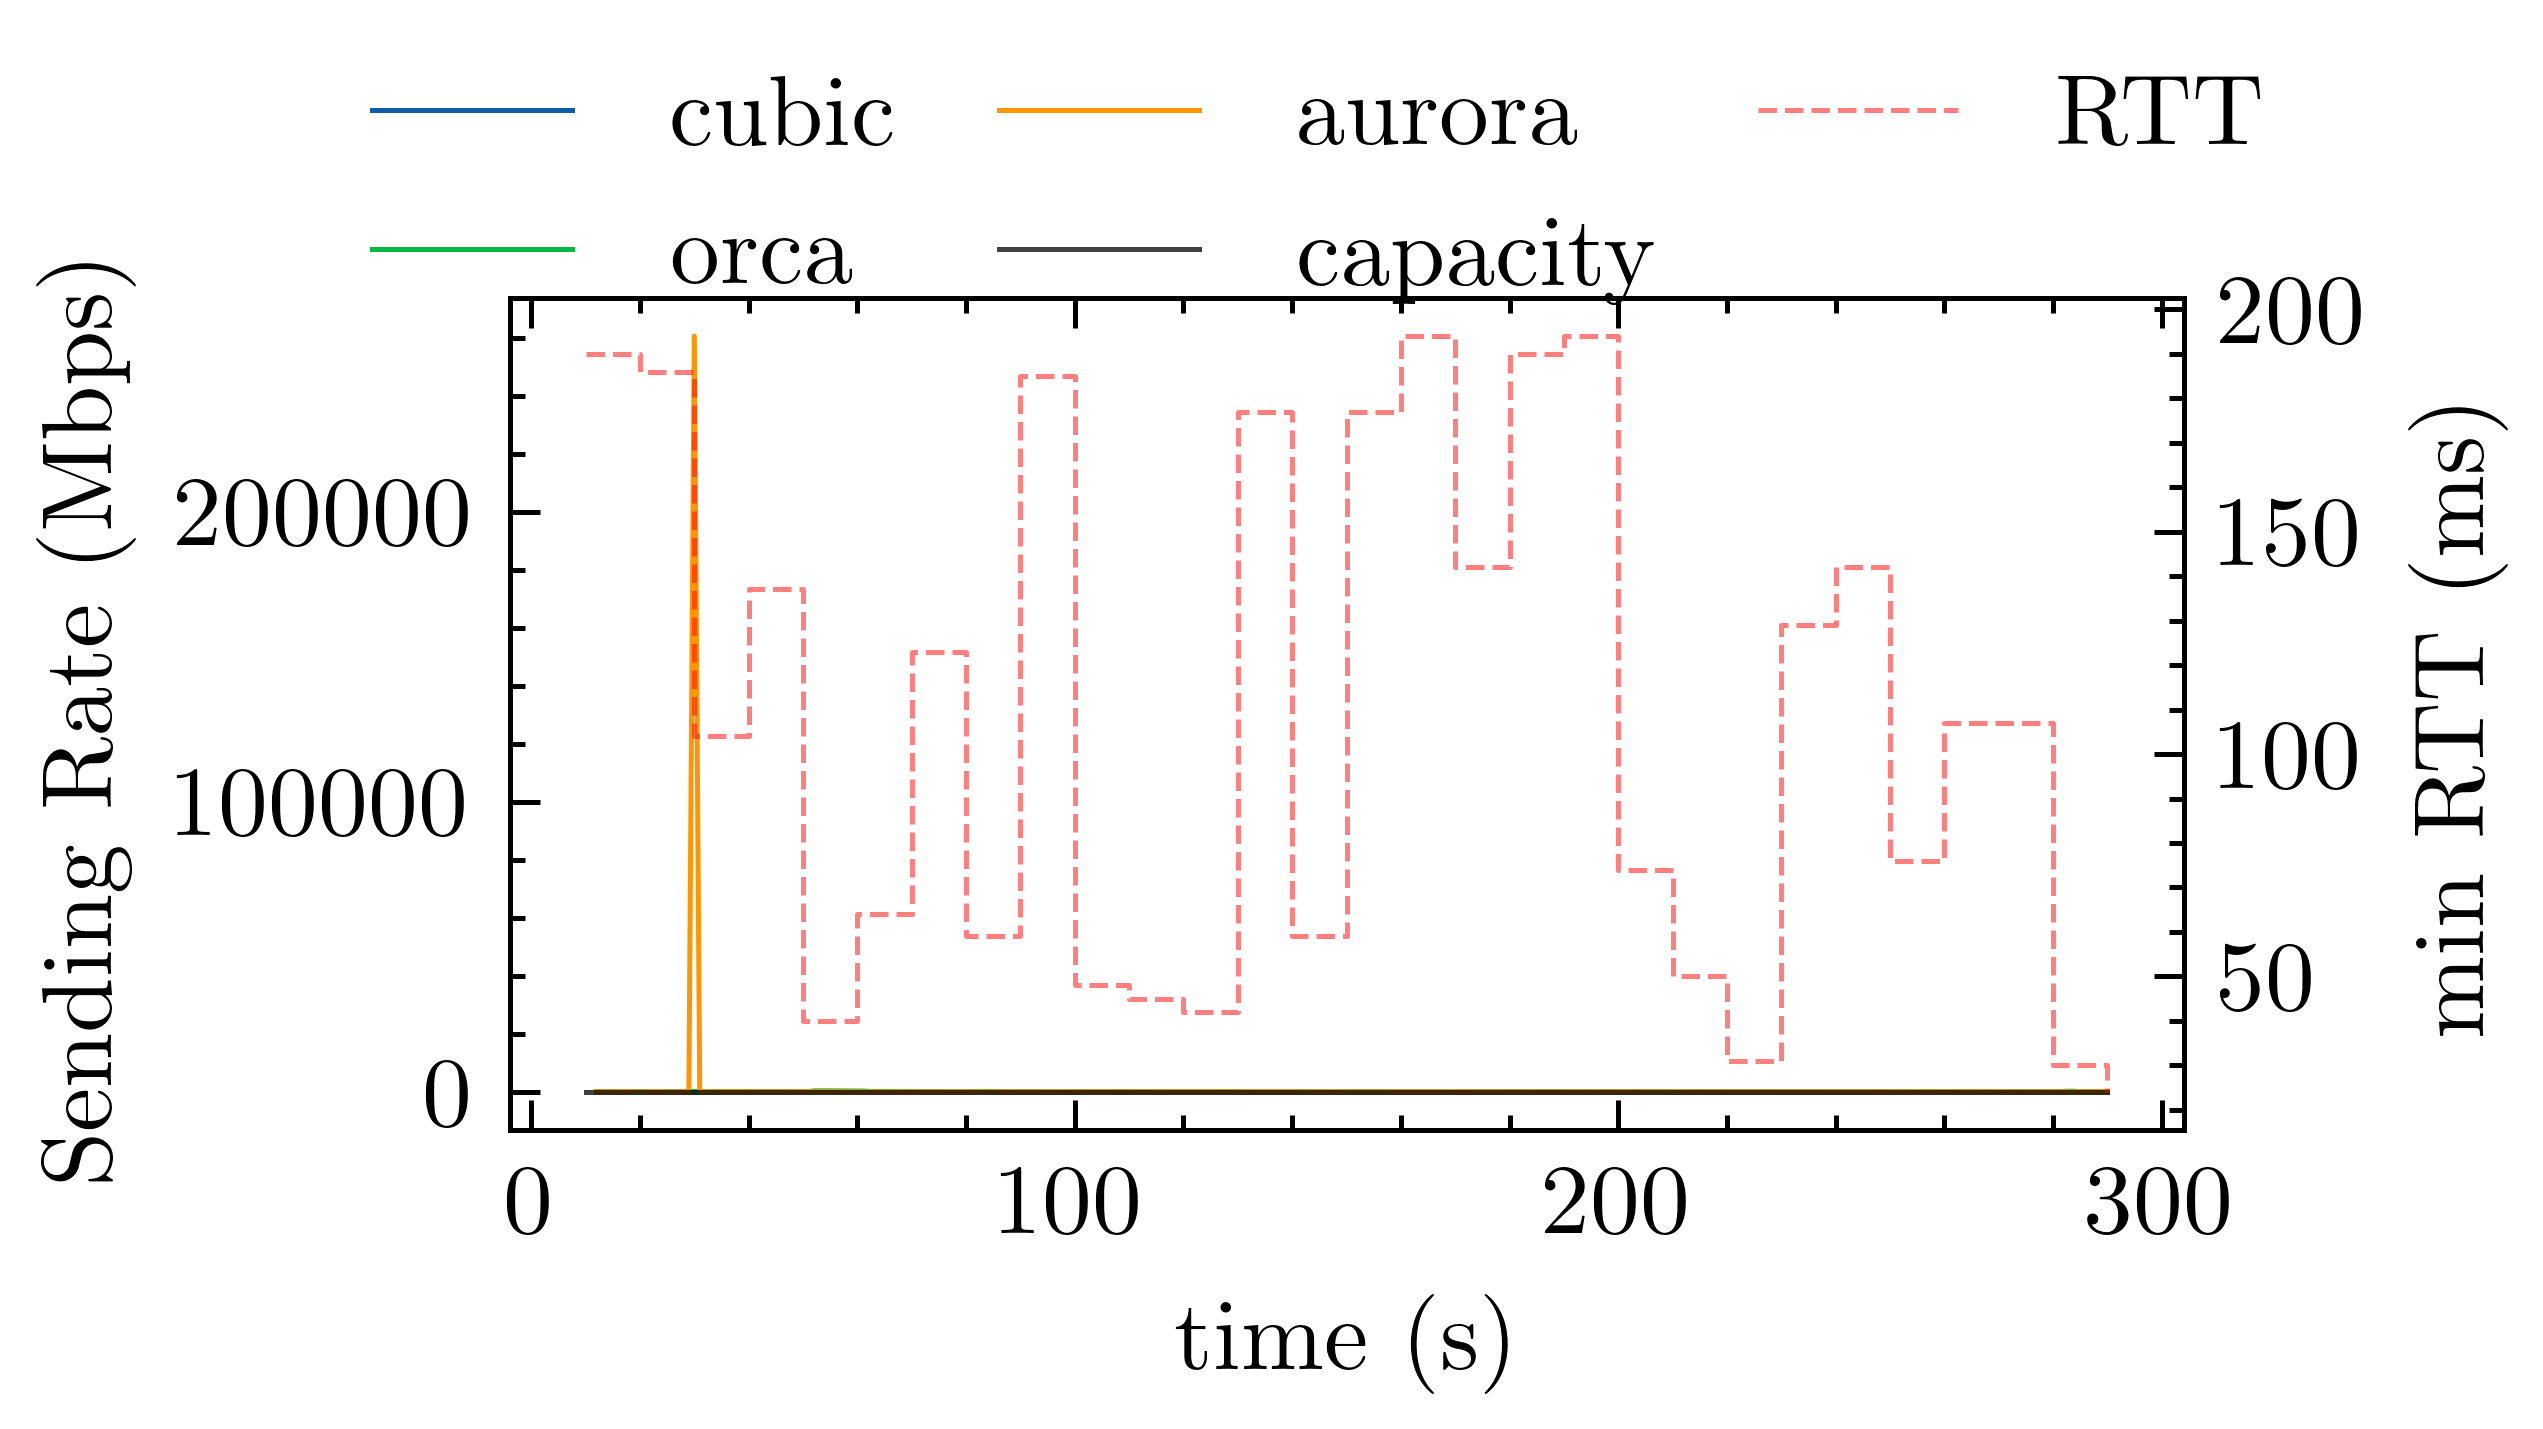 cubic aurora RTT
orca capacity
Sending Rate (Mbps)
200000
100000
0
200
150
100
50
min RTT (ms)
0 100 200 300
time (s)